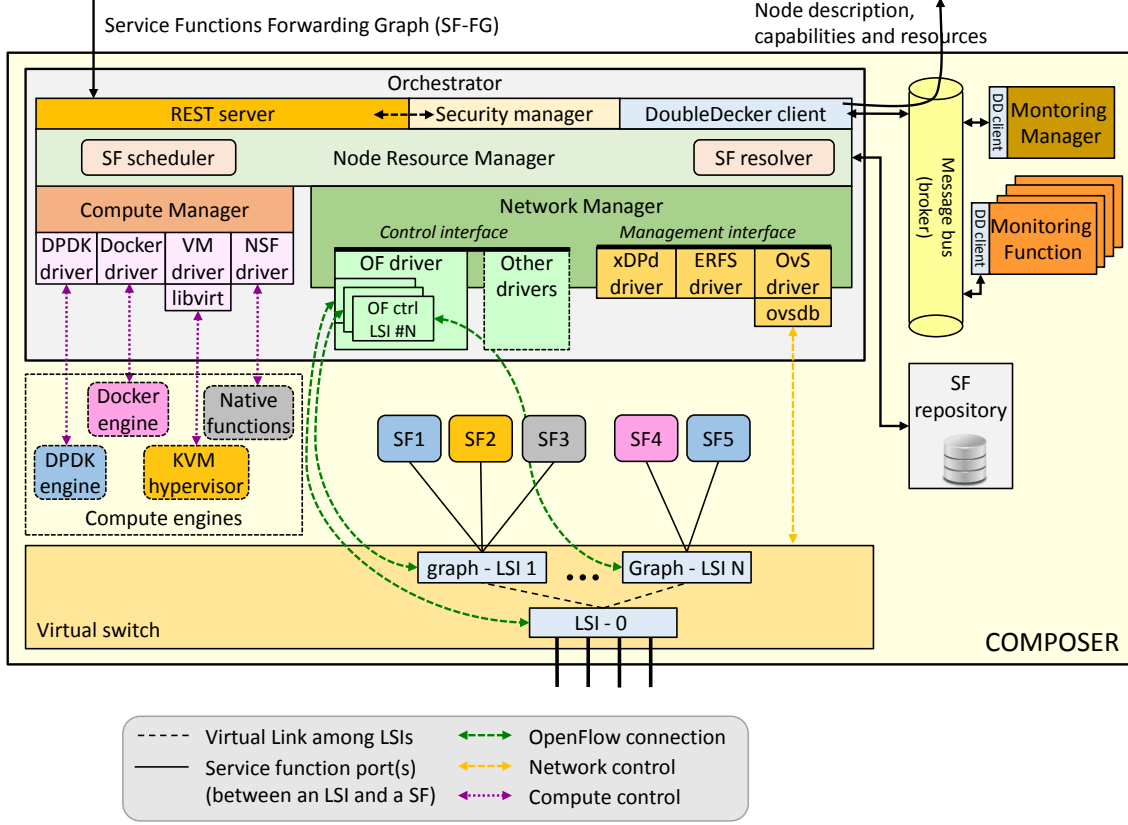 Service Functions Forwarding Graph (SF-FG)
Node description,
capabilities and resources
Orchestrator
REST server
Security manager
DoubleDecker client
SF scheduler
Node Resource Manager
SF resolver
Compute Manager
DPDK
driver
Docker
driver
VM
driver
NSF
driver
libvirt
Network Manager
Control interface
Management interface
OF driver
OF ctrl
LSI #N
Other
drivers
xDPd
driver
ERFS
driver
OvS
driver
ovsdb
Message bus
(broker)
DD client
Montoring
Manager
DD client
Monitoring
Function
SF
repository
Docker
engine
Native
functions
DPDK
engine
KVM
hypervisor
Compute engines
SF1
SF2
SF3
SF4
SF5
graph - LSI 1
...
Graph - LSI N
LSI - 0
Virtual switch
COMPOSER
Virtual Link among LSIs
Service function port(s)
(between an LSI and a SF)
OpenFlow connection
Network control
Compute control